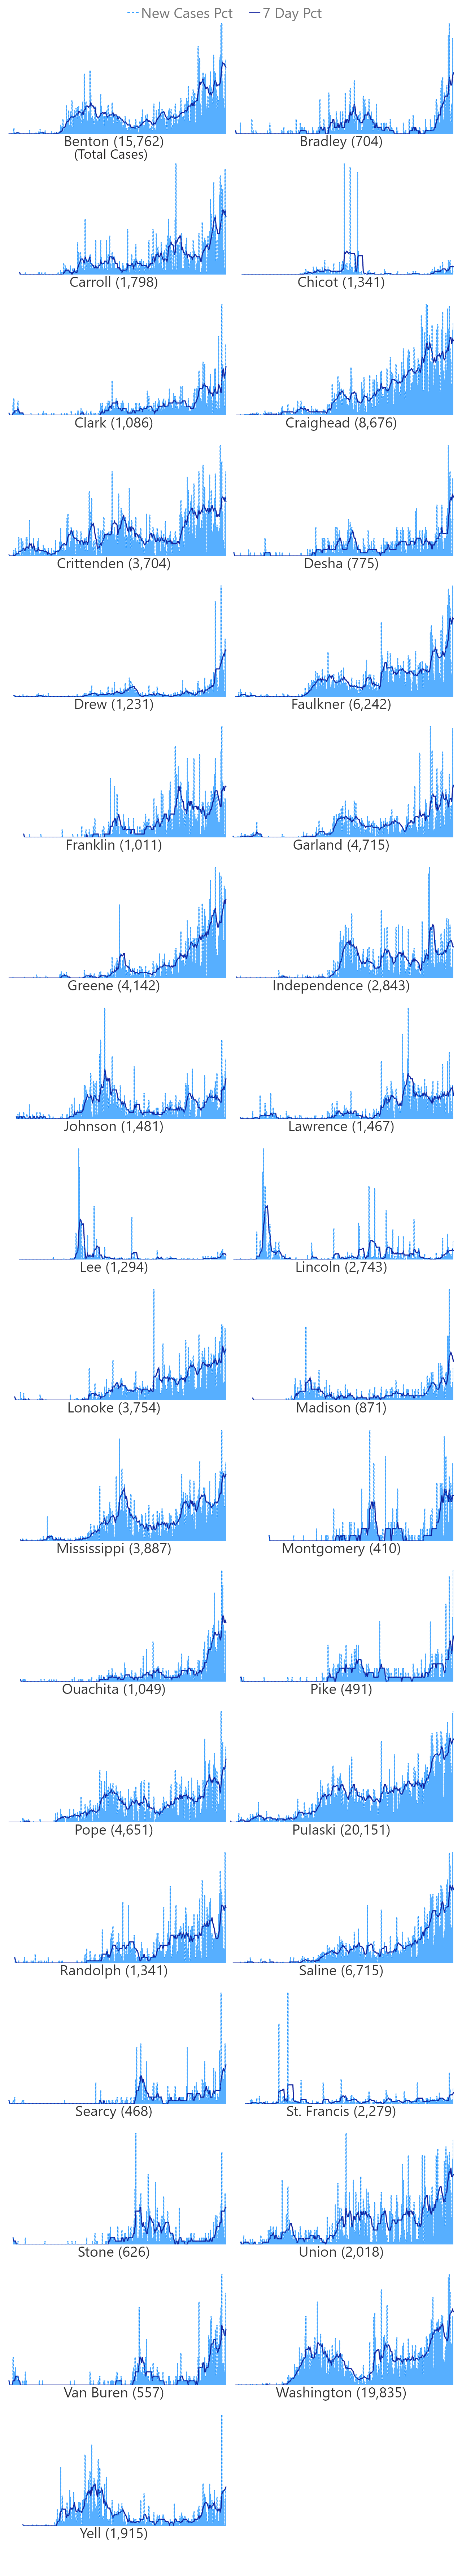 New Cases Pct 7 Day Pct
Benton (15,762) Bradley (704)
(Total Cases)
Carroll (1,798) Chicot (1,341)
Clark (1,086) Craighead (8,676)
Crittenden (3,704) Desha (775)
Drew (1,231) Faulkner (6,242)
Franklin (1,011) Garland (4,715)
Greene (4,142) Independence (2,843)
Johnson (1,481) Lawrence (1,467)
Lee (1,294) Lincoln (2,743)
Lonoke (3,754) Madison (871)
Mississippi (3,887) Montgomery (410)
Ouachita (1,049) Pike (491)
Pope (4,651) Pulaski (20,151)
Randolph (1,341) Saline (6,715)
Searcy (468) St. Francis (2,279)
Stone (626) Union (2,018)
Van Buren (557) Washington (19,835)
Yell (1,915)